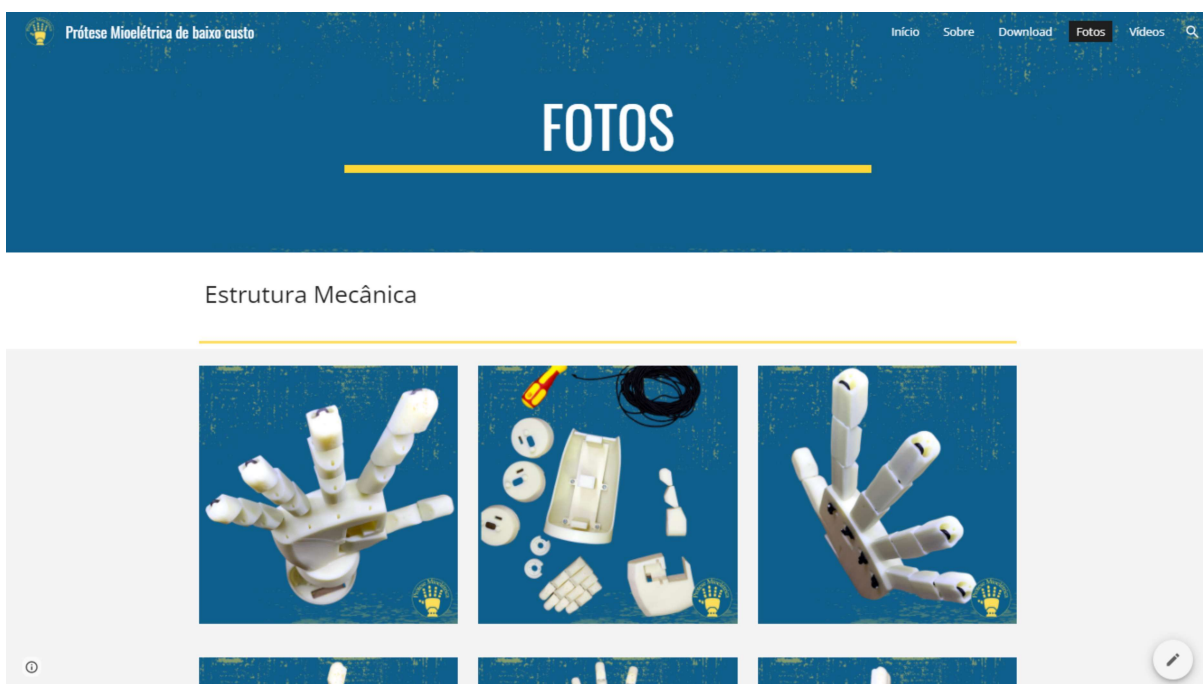 Prótese Mioelétrica de baixo custo
Início Sobre Download Fotos Vídeos
FOTOS
Estrutura Mecânica